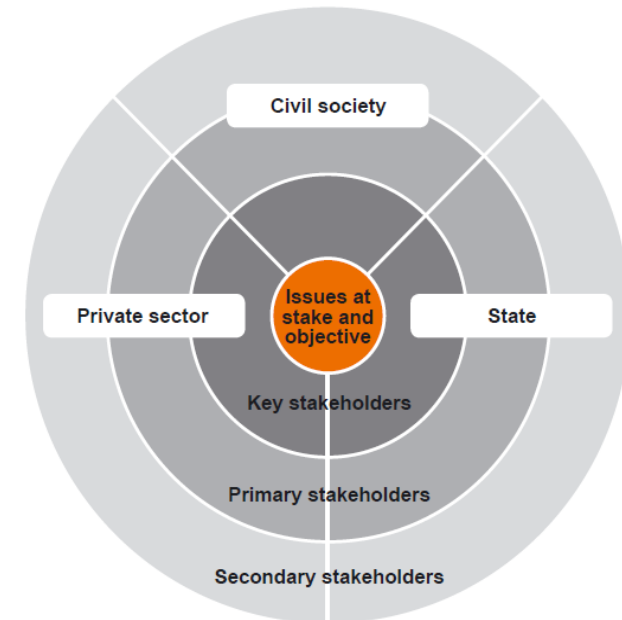 Civil society
Private sector
Issues at
stake and
objective
State
Key stakeholders
Primary stakeholders
Secondary stakeholders